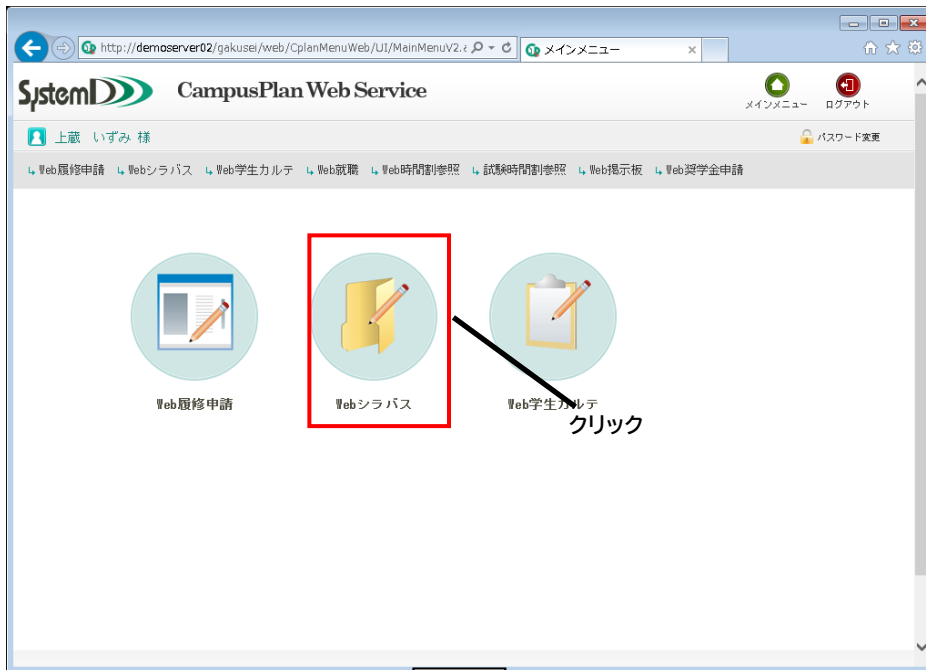 http://demoserver02/gakusei/web/CplanMenuWeb/UI/MainMenuV2.a
メインメニュー
SystemD
CampusPlan Web Service
メインメニュー
ログアウト
上蔵 いずみ 様
パスワード変更
Web履修申請 Webシラバス Web学生カルテ Web就職 Web時間割参照 試験時間割参照 Web掲示板 Web奨学金申請
Web履修申請
Webシラバス
Web学生カルテ
クリック